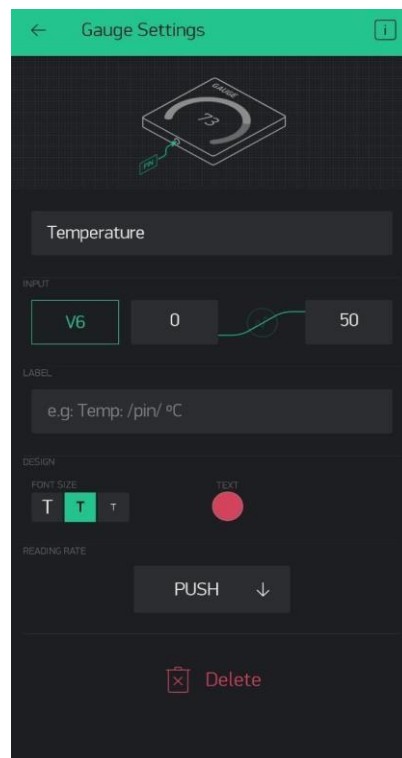 ← Gauge Settings i
GAUGE
73
PIN
Temperature
INPUT
V6 0 50
LABEL
e.g: Temp: /pin/ ºC
DESIGN
FONT SIZE TEXT
T T T
READING RATE
PUSH ↓
Delete